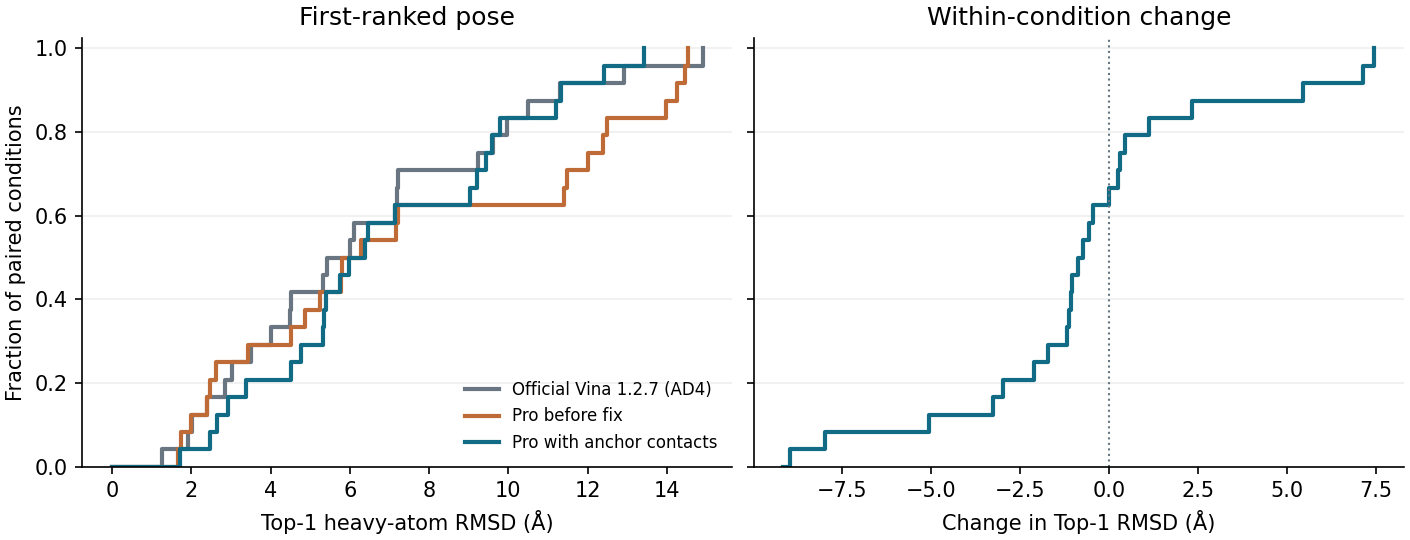 First-ranked pose
Within-condition change
Fraction of paired conditions
1.0
0.8
0.6
0.4
0.2
0.0
Official Vina 1.2.7 (AD4)
Pro before fix
Pro with anchor contacts
0 2 4 6 8 10 12 14
−7.5 −5.0 −2.5 0.0 2.5 5.0 7.5
Top-1 heavy-atom RMSD (Å)
Change in Top-1 RMSD (Å)